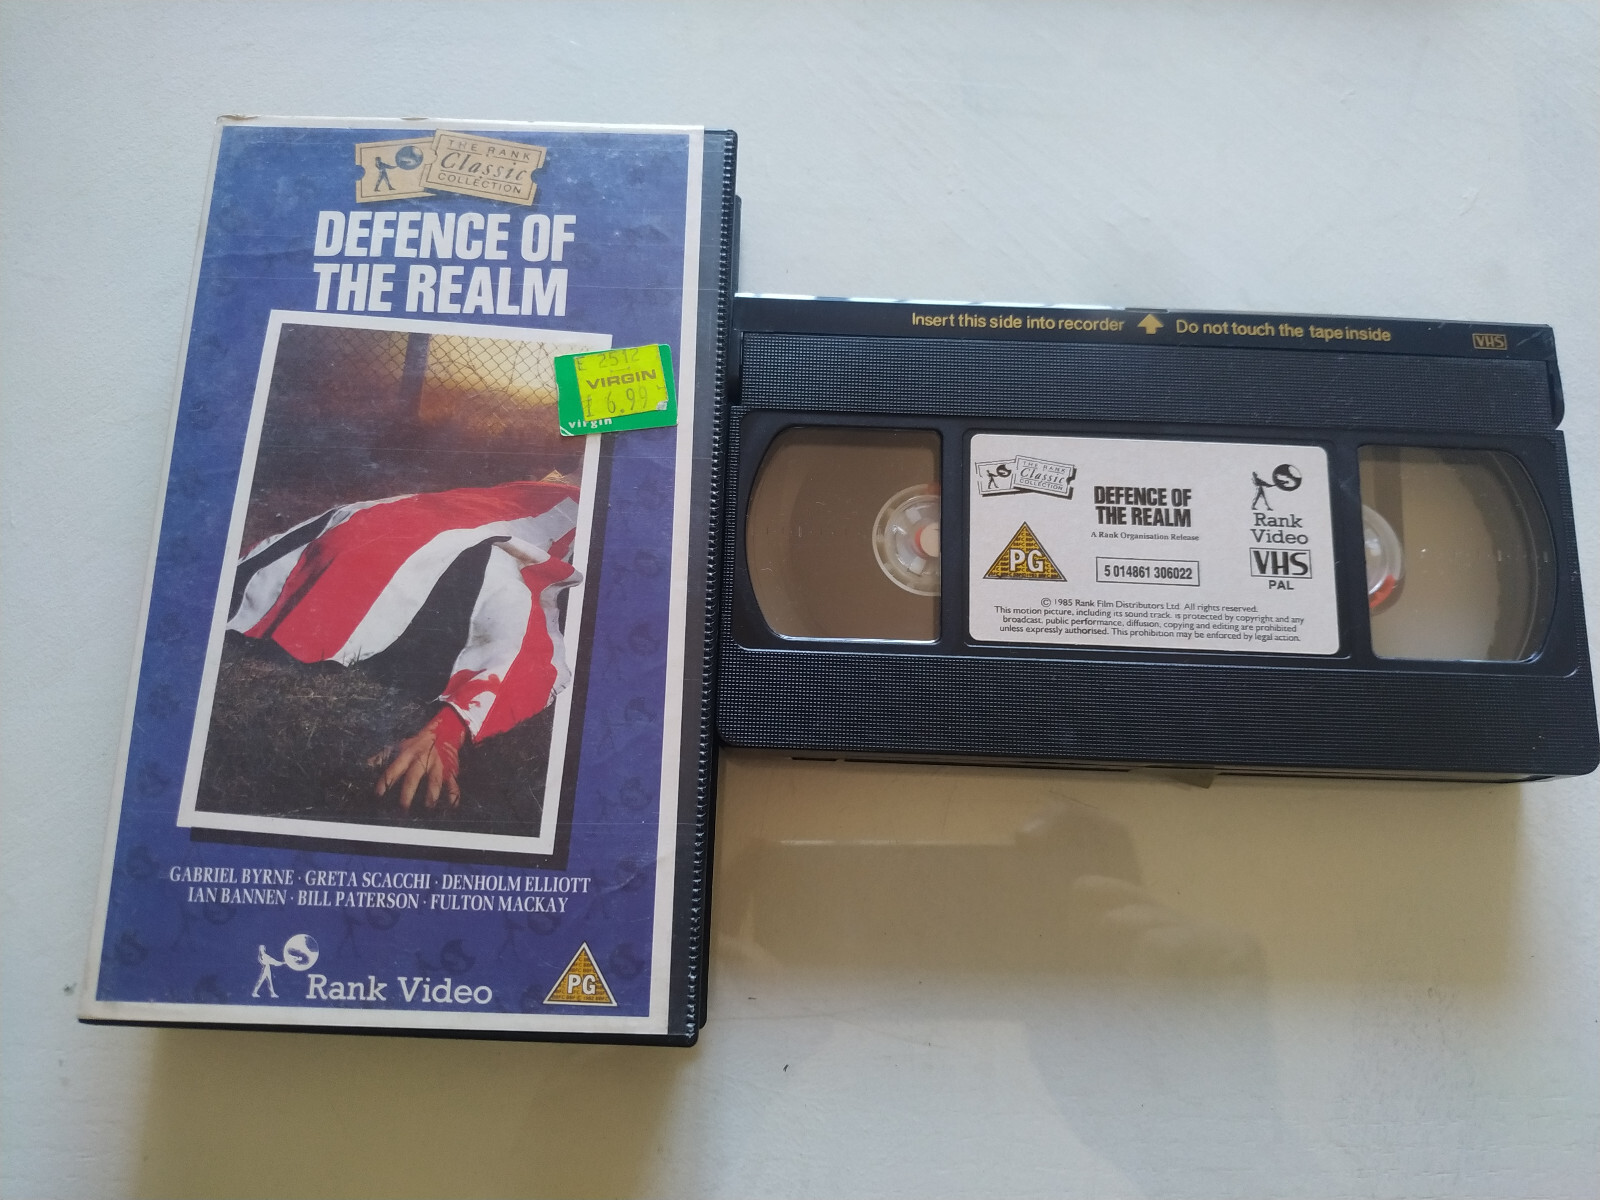 THE RANK
Classic
COLLECTION
DEFENCE OF
THE REALM
E 2512
VIRGIN
£ 6.99
virgin
GABRIEL BYRNE · GRETA SCACCHI · DENHOLM ELLIOTT
IAN BANNEN · BILL PATERSON · FULTON MACKAY
Rank Video
PG
Insert this side into recorder Do not touch the tape inside
VHS
THE RANK
Classic
COLLECTION
DEFENCE OF
THE REALM
A Rank Organisation Release
PG
5 014861 306022
Rank
Video
VHS
PAL
© 1985 Rank Film Distributors Ltd. All rights reserved.
This motion picture, including its sound track, is protected by copyright and any
broadcast, public performance, diffusion, copying and editing are prohibited
unless expressly authorised. This prohibition may be enforced by legal action.